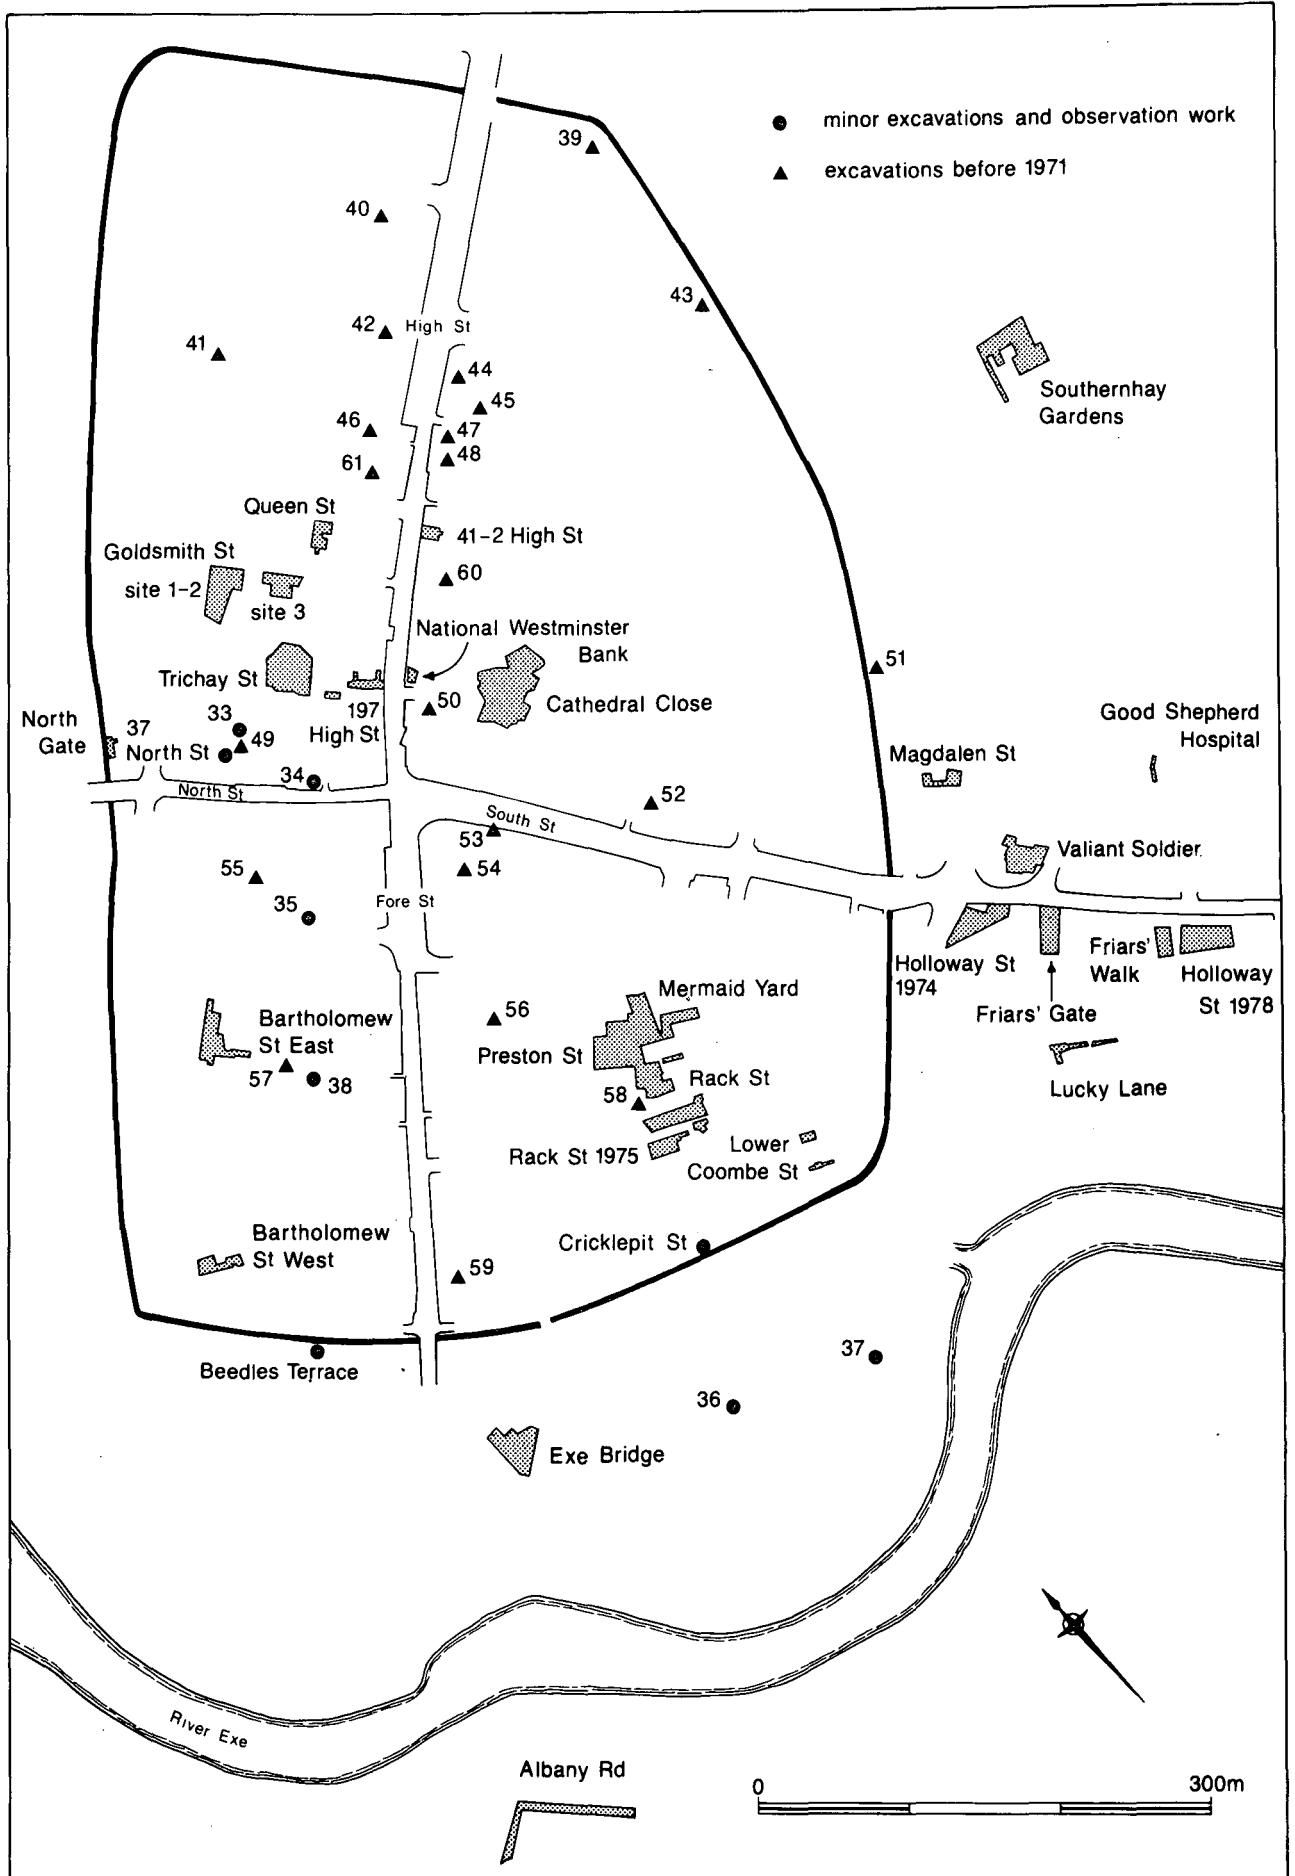 minor excavations and observation work
excavations before 1971
39
40
43
42
High St
41
44
45
46
47
48
61
Southernhay
Gardens
Queen St
41-2 High St
Goldsmith St
site 1-2
site 3
60
National Westminster
Bank
Trichay St
51
197
High St
50
Cathedral Close
North
Gate
37
33
49
North St
34
North St
Good Shepherd
Hospital
Magdalen St
52
South St
53
54
Valiant Soldier
55
35
Fore St
Holloway St
1974
Friars'
Walk
Holloway
St 1978
Friars' Gate
Mermaid Yard
56
Bartholomew
St East
Preston St
57
38
58
Rack St
Lucky Lane
Rack St 1975
Lower
Coombe St
Bartholomew
St West
Cricklepit St
59
Beedles Terrace
37
36
Exe Bridge
River Exe
Albany Rd
0
300m